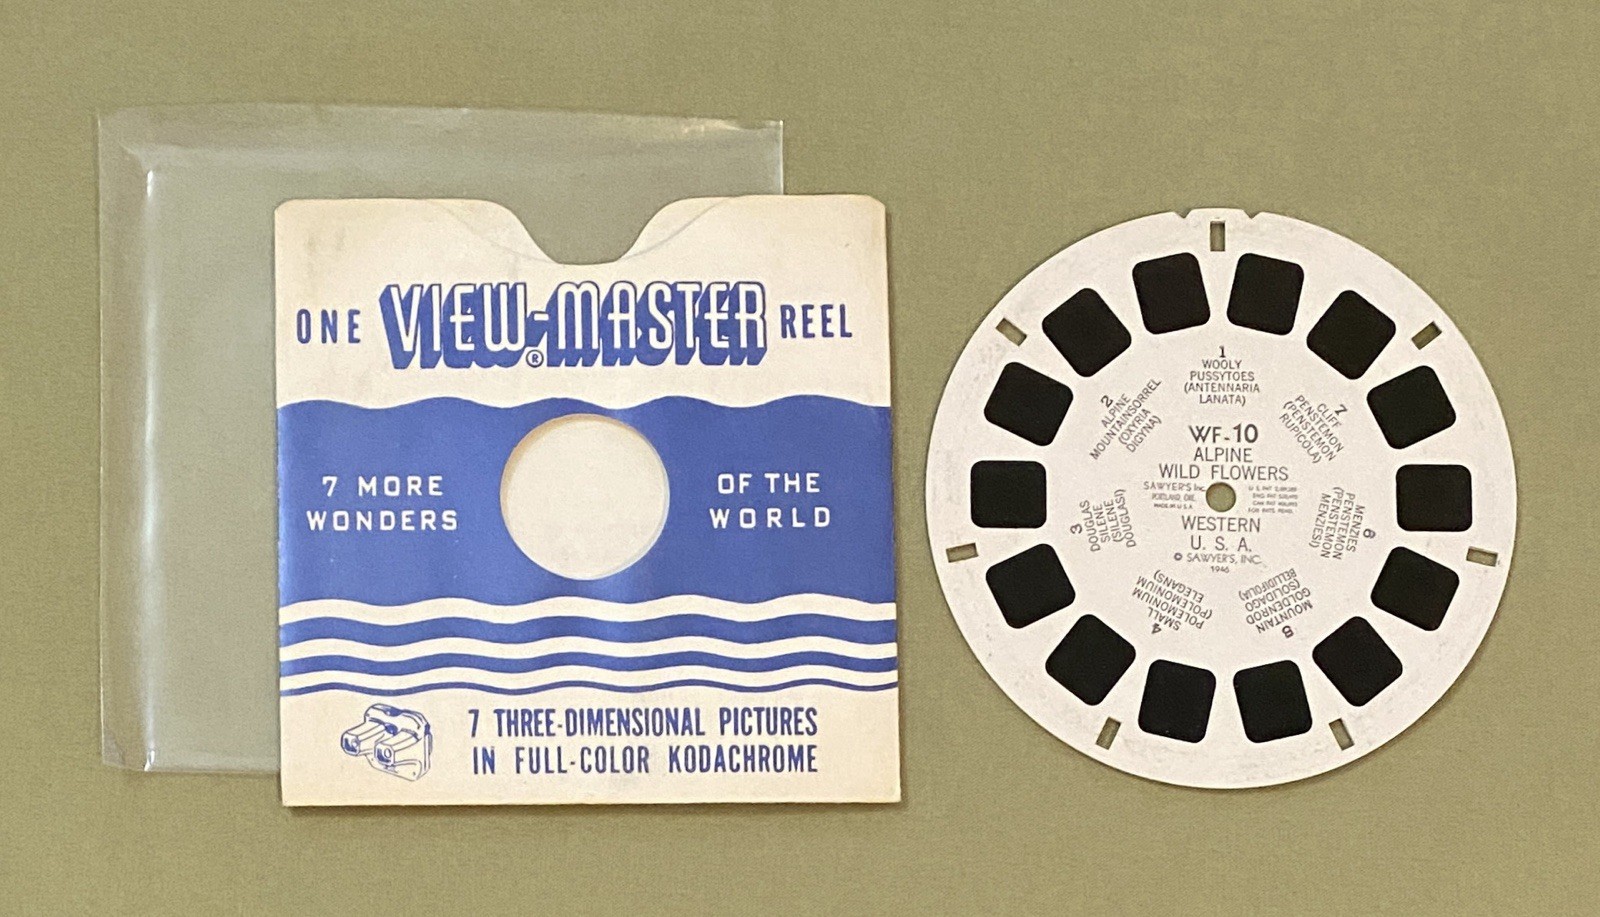 ONE VIEW-MASTER® REEL
7 MORE
WONDERS
OF THE
WORLD
7 THREE-DIMENSIONAL PICTURES
IN FULL-COLOR KODACHROME
1
WOOLY
PUSSYTOES
(ANTENNARIA
LANATA)
2
ALPINE
MOUNTAINSORREL
(OXYRIA
DIGYNA)
3
DOUGLAS
SILENE
(SILENE
DOUGLASI)
4
SMALL
POLEMONIUM
(POLEMONIUM
ELEGANS)
5
MOUNTAIN
GOLDENROD
(SOLIDAGO
BELLIDIFOLIA)
6
MENZIES
PENSTEMON
(PENSTEMON
MENZIESI)
7
CLIFF
PENSTEMON
(PENSTEMON
RUPICOLA)
WF-10
ALPINE
WILD FLOWERS
SAWYER'S Inc.
PORTLAND, ORE.
MADE IN U.S.A.
WESTERN
U. S. A.
© SAWYER'S, INC.
1946